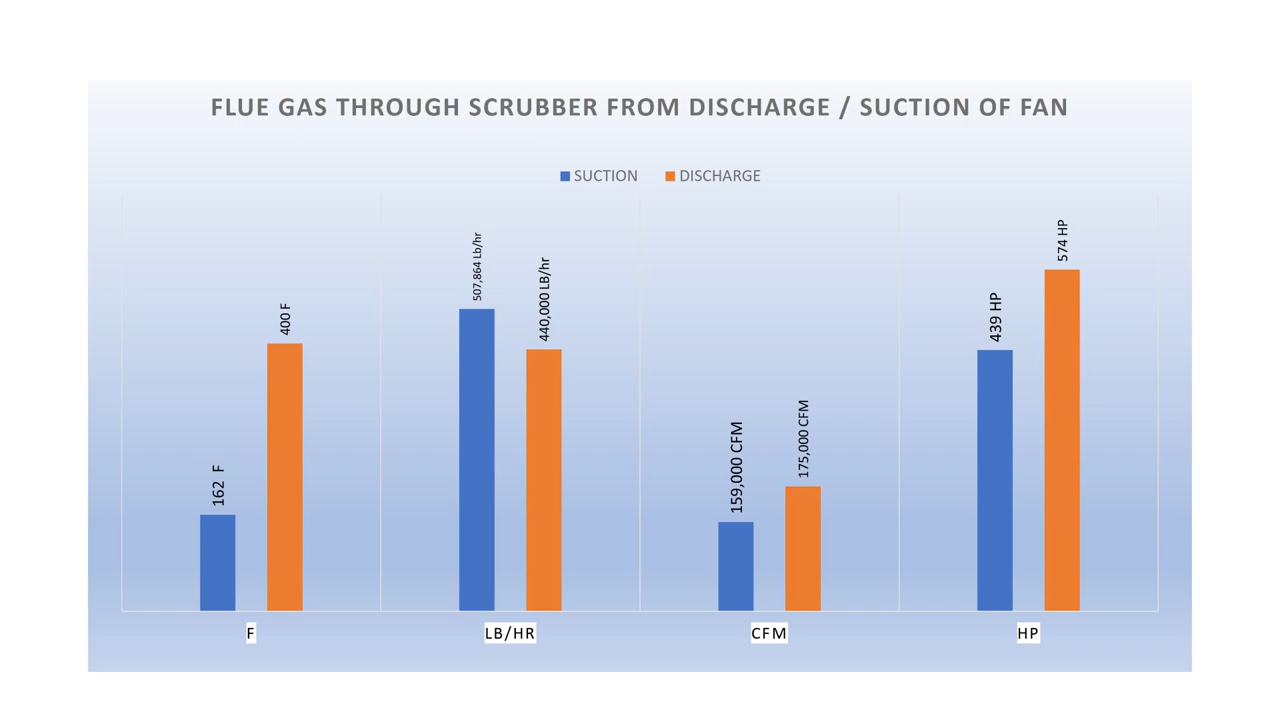 FLUE GAS THROUGH SCRUBBER FROM DISCHARGE / SUCTION OF FAN
SUCTION
DISCHARGE
162  F
400 F
507,864 Lb/hr
440,000 LB/hr
159,000 CFM
175,000 CFM
439 HP
574 HP
F
LB/HR
CFM
HP